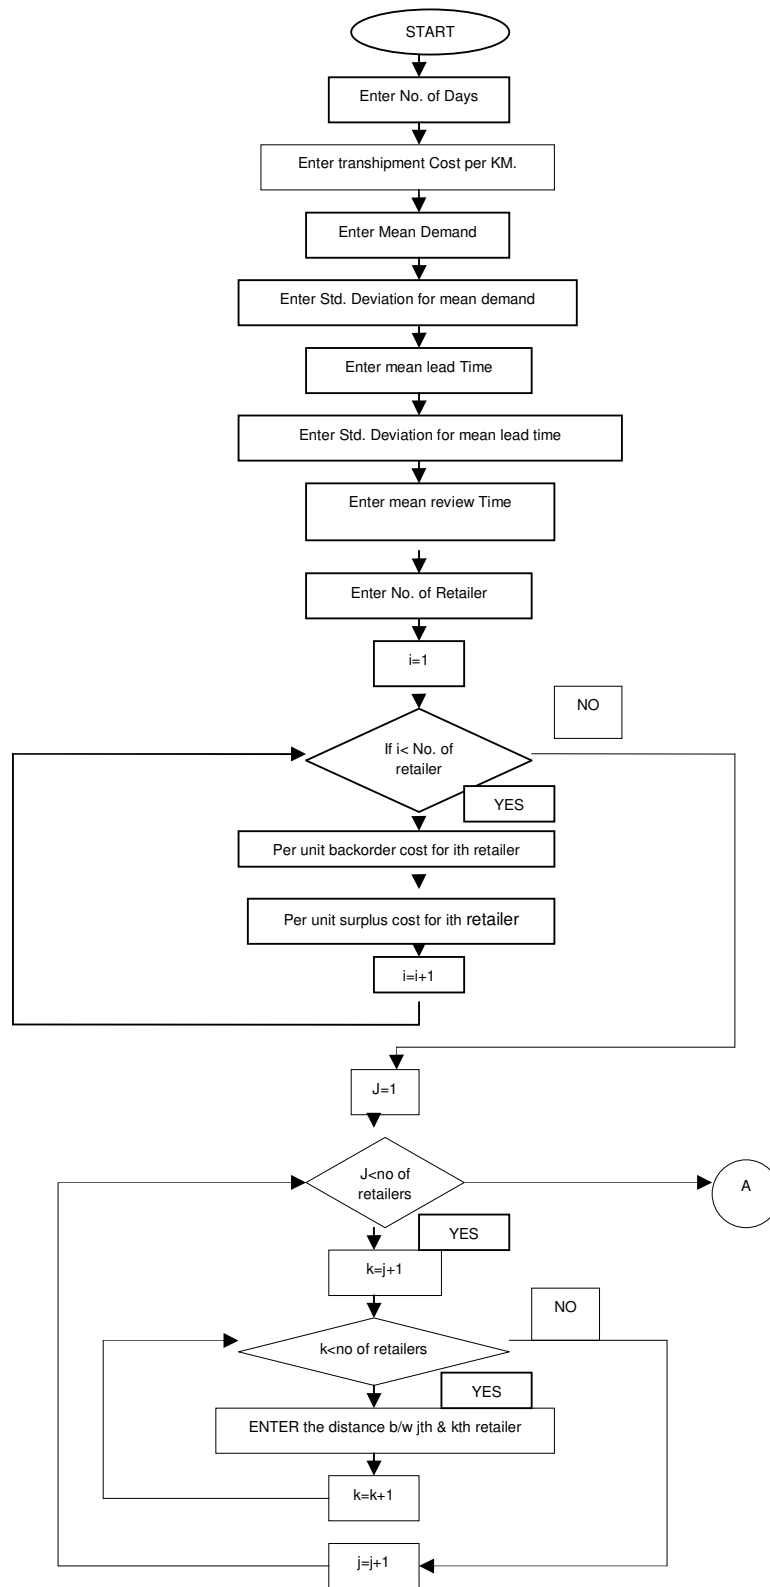 START
Enter No. of Days
Enter transhipment Cost per KM.
Enter Mean Demand
Enter Std. Deviation for mean demand
Enter mean lead Time
Enter Std. Deviation for mean lead time
Enter mean review Time
Enter No. of Retailer
i=1
NO
If i< No. of
retailer
YES
Per unit backorder cost for ith retailer
Per unit surplus cost for ith retailer
i=i+1
J=1
J<no of
retailers
A
YES
k=j+1
NO
k<no of retailers
YES
ENTER the distance b/w jth & kth retailer
k=k+1
j=j+1